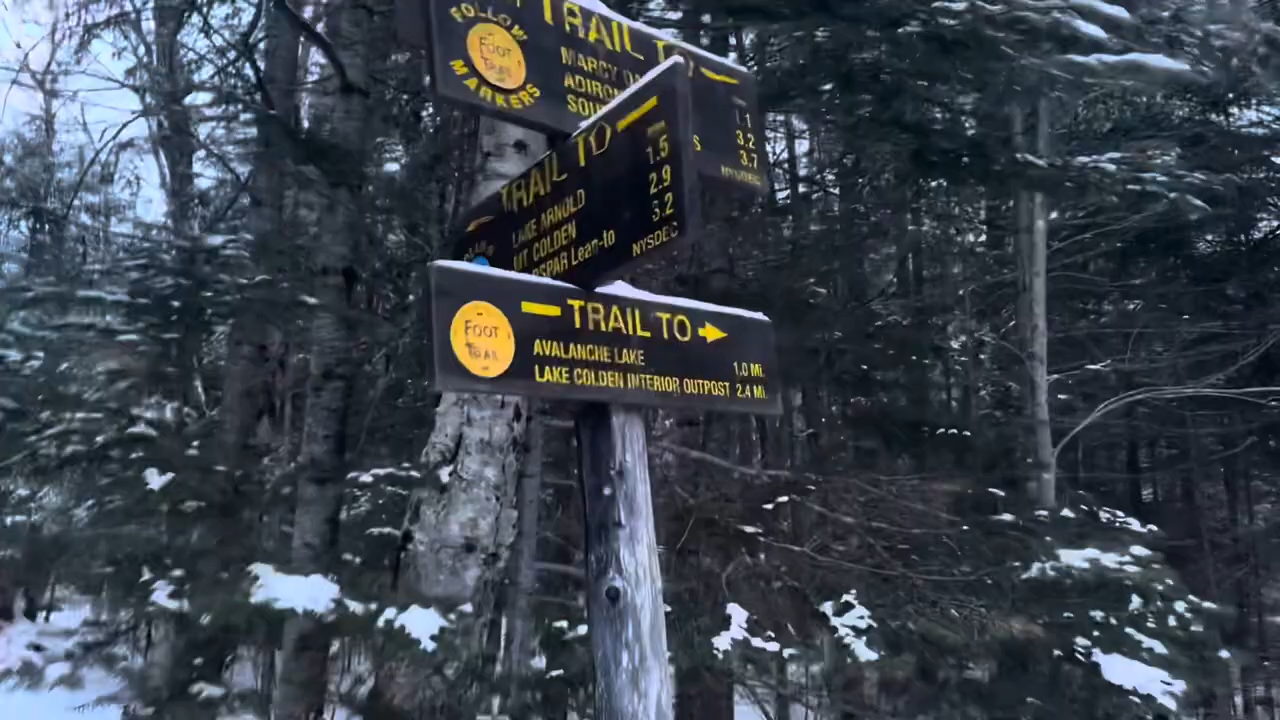 TRAIL
FOLLOW
FOOT
TRAIL
MARKERS
MARCY
1.1
3.2
S 3.7
NYSDEC
TRAIL TO
LAKE ARNOLD 1.5
MT COLDEN 2.9
Lean-to 3.2
NYSDEC
TRAIL TO
FOOT
TRAIL
AVALANCHE LAKE 1.0 Mi.
LAKE COLDEN INTERIOR OUTPOST 2.4 Mi.